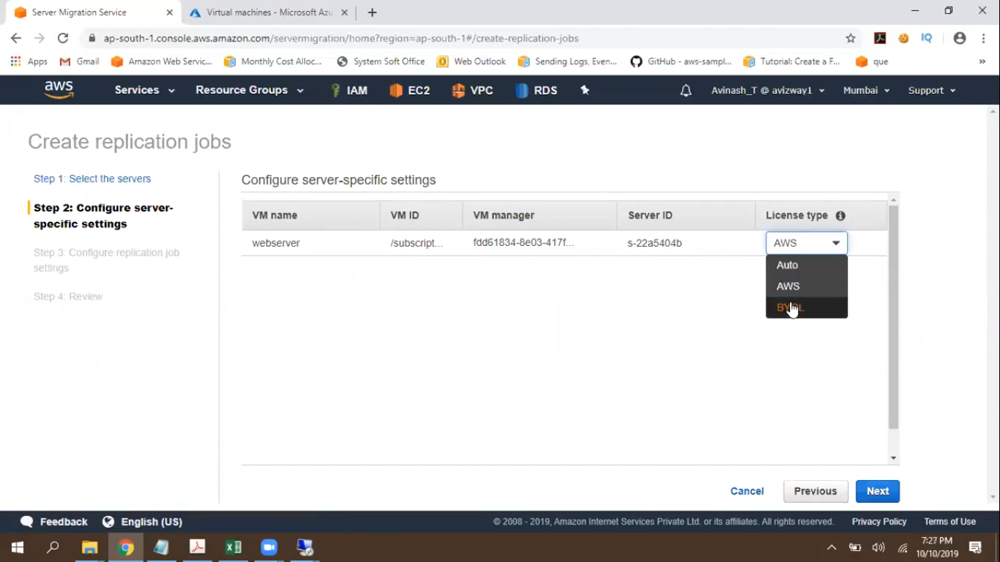 Server Migration Service
Virtual machines - Microsoft Azu
ap-south-1.console.aws.amazon.com/servermigration/home?region=ap-south-1#/create-replication-jobs
IQ
Apps Gmail Amazon Web Servic... Monthly Cost Alloc... System Soft Office Web Outlook Sending Logs, Even... GitHub - aws-sampl... Tutorial: Create a F... que »
aws Services Resource Groups IAM EC2 VPC RDS Avinash_T @ avizway1 Mumbai Support
Create replication jobs
Step 1: Select the servers
Step 2: Configure server-
specific settings
Step 3: Configure replication job
settings
Step 4: Review
Configure server-specific settings
VM name VM ID VM manager Server ID License type
webserver /subscript... fdd61834-8e03-417f... s-22a5404b AWS
Auto
AWS
Cancel Previous Next
Feedback English (US) © 2008 - 2019, Amazon Internet Services Private Ltd. or its affiliates. All rights reserved. Privacy Policy Terms of Use
7:27 PM
10/10/2019